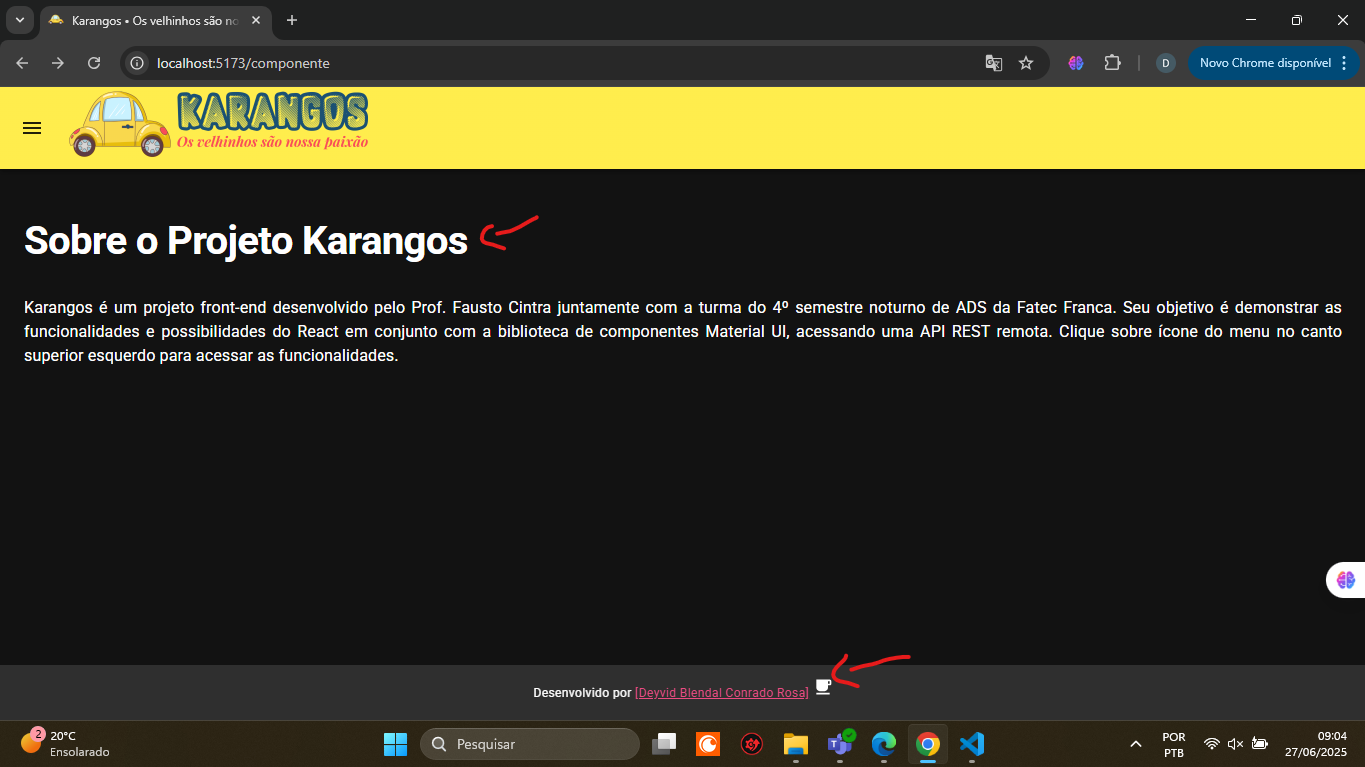 Karangos • Os velhinhos são no
localhost:5173/componente
D
Novo Chrome disponível
KARANGOS
Os velhinhos são nossa paixão
Sobre o Projeto Karangos
Karangos é um projeto front-end desenvolvido pelo Prof. Fausto Cintra juntamente com a turma do 4º semestre noturno de ADS da Fatec Franca. Seu objetivo é demonstrar as
funcionalidades e possibilidades do React em conjunto com a biblioteca de componentes Material UI, acessando uma API REST remota. Clique sobre ícone do menu no canto
superior esquerdo para acessar as funcionalidades.
Desenvolvido por [Deyvid Blendal Conrado Rosa]
2
20°C
Ensolarado
Pesquisar
POR
PTB
09:04
27/06/2025